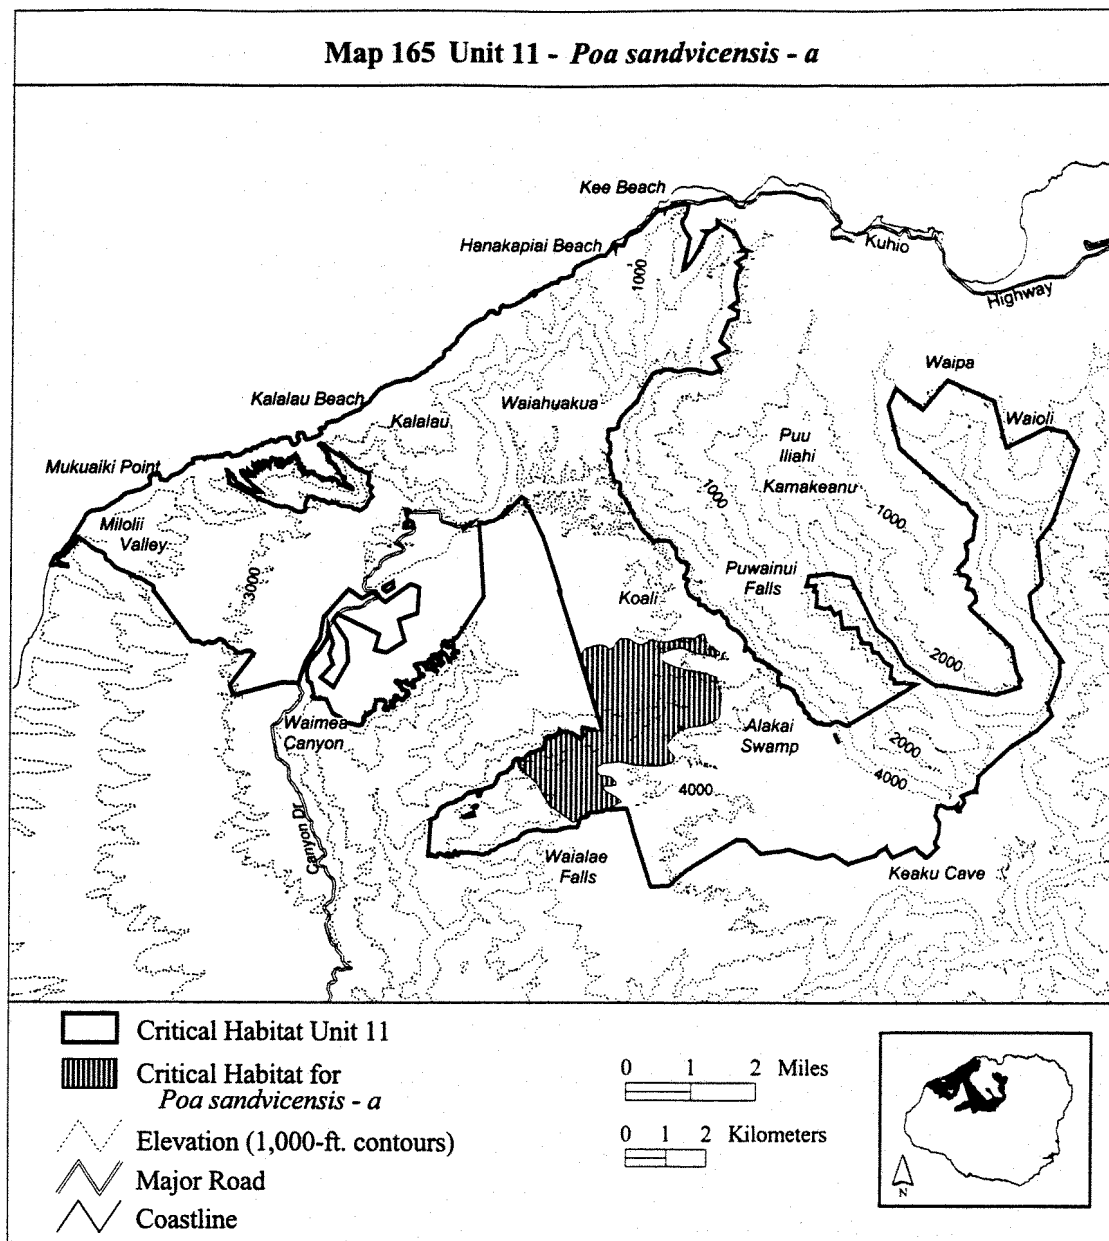 Map 165 Unit 11 - Poa sandvicensis - a
Kee Beach
Hanakapiai Beach
Kuhio
Highway
1000
Waipa
Kalalau Beach
Kalalau
Waiahuakua
Waioli
Puu
Iliahi
Mukuaiki Point
Kamakeanu
1000
1000
Milolii
Valley
3000
Puwainui
Falls
Koali
2000
Waimea
Canyon
Alakai
Swamp
2000
4000
4000
Canyon Dr
Waialae
Falls
Keaku Cave
Critical Habitat Unit 11
Critical Habitat for
Poa sandvicensis - a
Elevation (1,000-ft. contours)
Major Road
Coastline
0 1 2 Miles
0 1 2 Kilometers
N